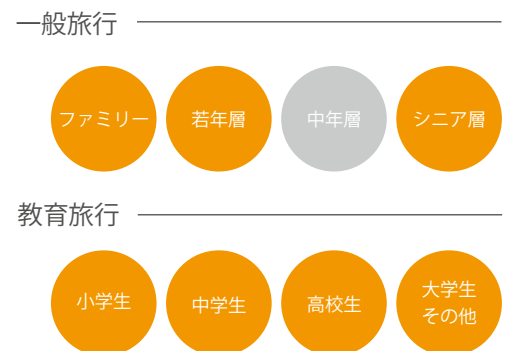 一般旅行
ファミリー
若年層
中年層
シニア層
教育旅行
小学生
中学生
高校生
大学生
その他